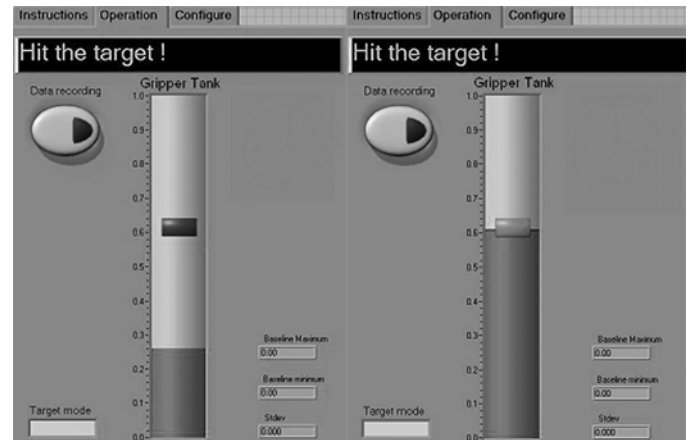 Instructions Operation Configure
Hit the target !
Data recording
Gripper Tank
1.0
0.9
0.8
0.7
0.6
0.5
0.4
0.3
0.2
0.1
0.0
Baseline Maximum
0.00
Baseline minimum
0.00
Stdev
0.000
Target mode
Instructions Operation Configure
Hit the target !
Data recording
Gripper Tank
1.0
0.9
0.8
0.7
0.6
0.5
0.4
0.3
0.2
0.1
0.0
Baseline Maximum
0.00
Baseline minimum
0.00
Stdev
0.000
Target mode